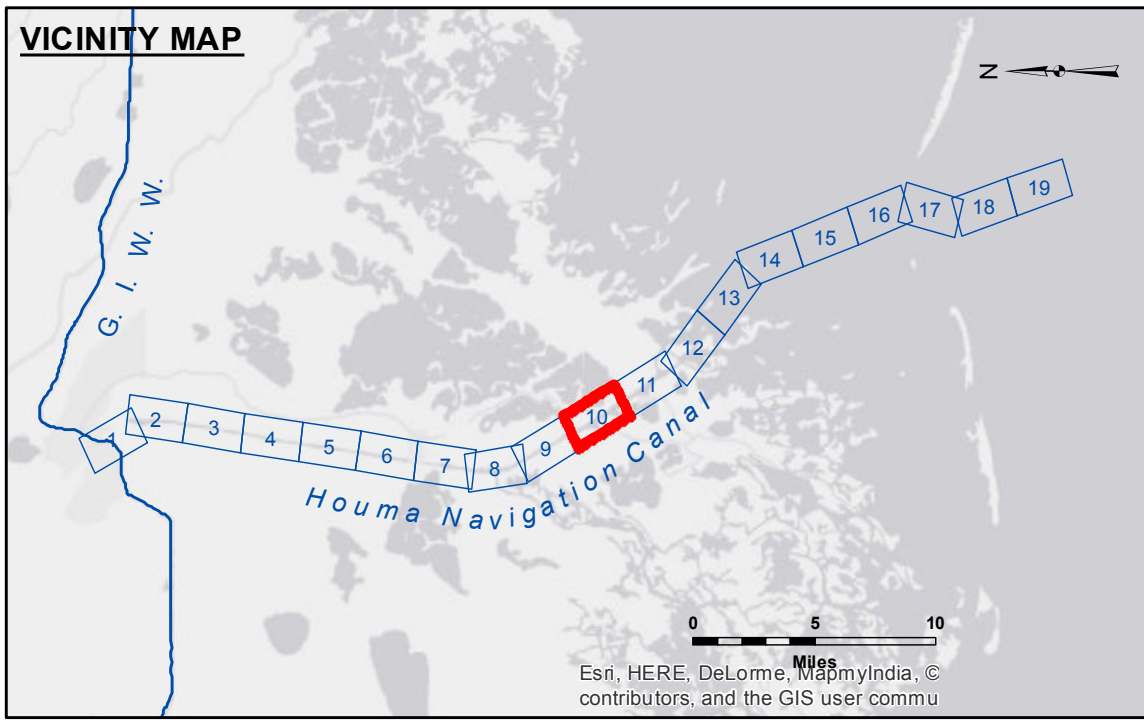 VICINITY MAP
N
G. I. W. W.
1
2
3
4
5
6
7
8
9
10
11
12
13
14
15
16
17
18
19
Houma Navigation Canal
0 5 10
Miles
Esri, HERE, DeLorme, MapmyIndia, ©
contributors, and the GIS user commu